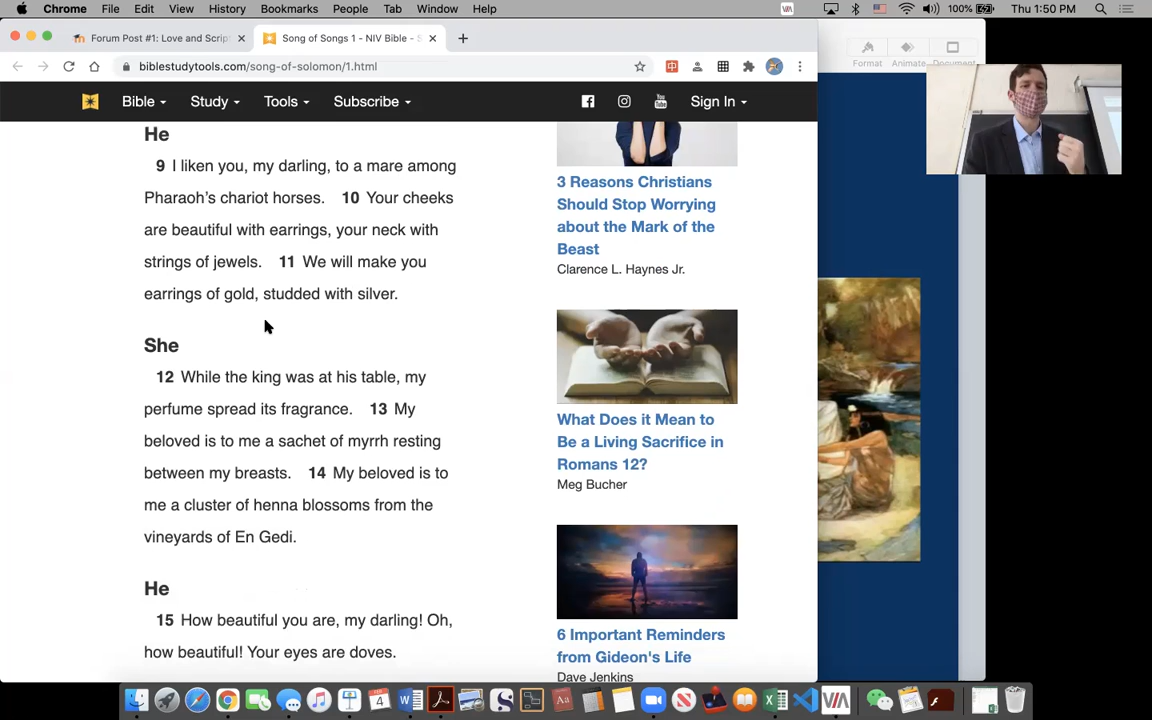 Chrome File Edit View History Bookmarks People Tab Window Help VIA 100% Thu 1:50 PM
Forum Post #1: Love and Scrip
Song of Songs 1 - NIV Bible - S
biblestudytools.com/song-of-solomon/1.html
Format Animate Document
Bible Study Tools Subscribe Sign In
He
9 I liken you, my darling, to a mare among
Pharaoh's chariot horses. 10 Your cheeks
are beautiful with earrings, your neck with
strings of jewels. 11 We will make you
earrings of gold, studded with silver.
She
12 While the king was at his table, my
perfume spread its fragrance. 13 My
beloved is to me a sachet of myrrh resting
between my breasts. 14 My beloved is to
me a cluster of henna blossoms from the
vineyards of En Gedi.
He
15 How beautiful you are, my darling! Oh,
how beautiful! Your eyes are doves.
3 Reasons Christians
Should Stop Worrying
about the Mark of the
Beast
Clarence L. Haynes Jr.
What Does it Mean to
Be a Living Sacrifice in
Romans 12?
Meg Bucher
6 Important Reminders
from Gideon's Life
Dave Jenkins
4
Aa
VIA